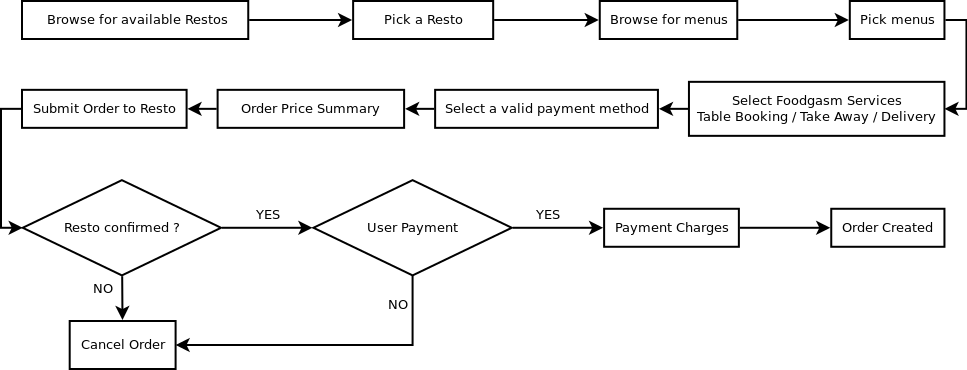 Browse for available Restos
Pick a Resto
Browse for menus
Pick menus
Select Foodgasm Services
Table Booking / Take Away / Delivery
Select a valid payment method
Order Price Summary
Submit Order to Resto
Resto confirmed ?
YES
User Payment
YES
Payment Charges
Order Created
NO
NO
Cancel Order